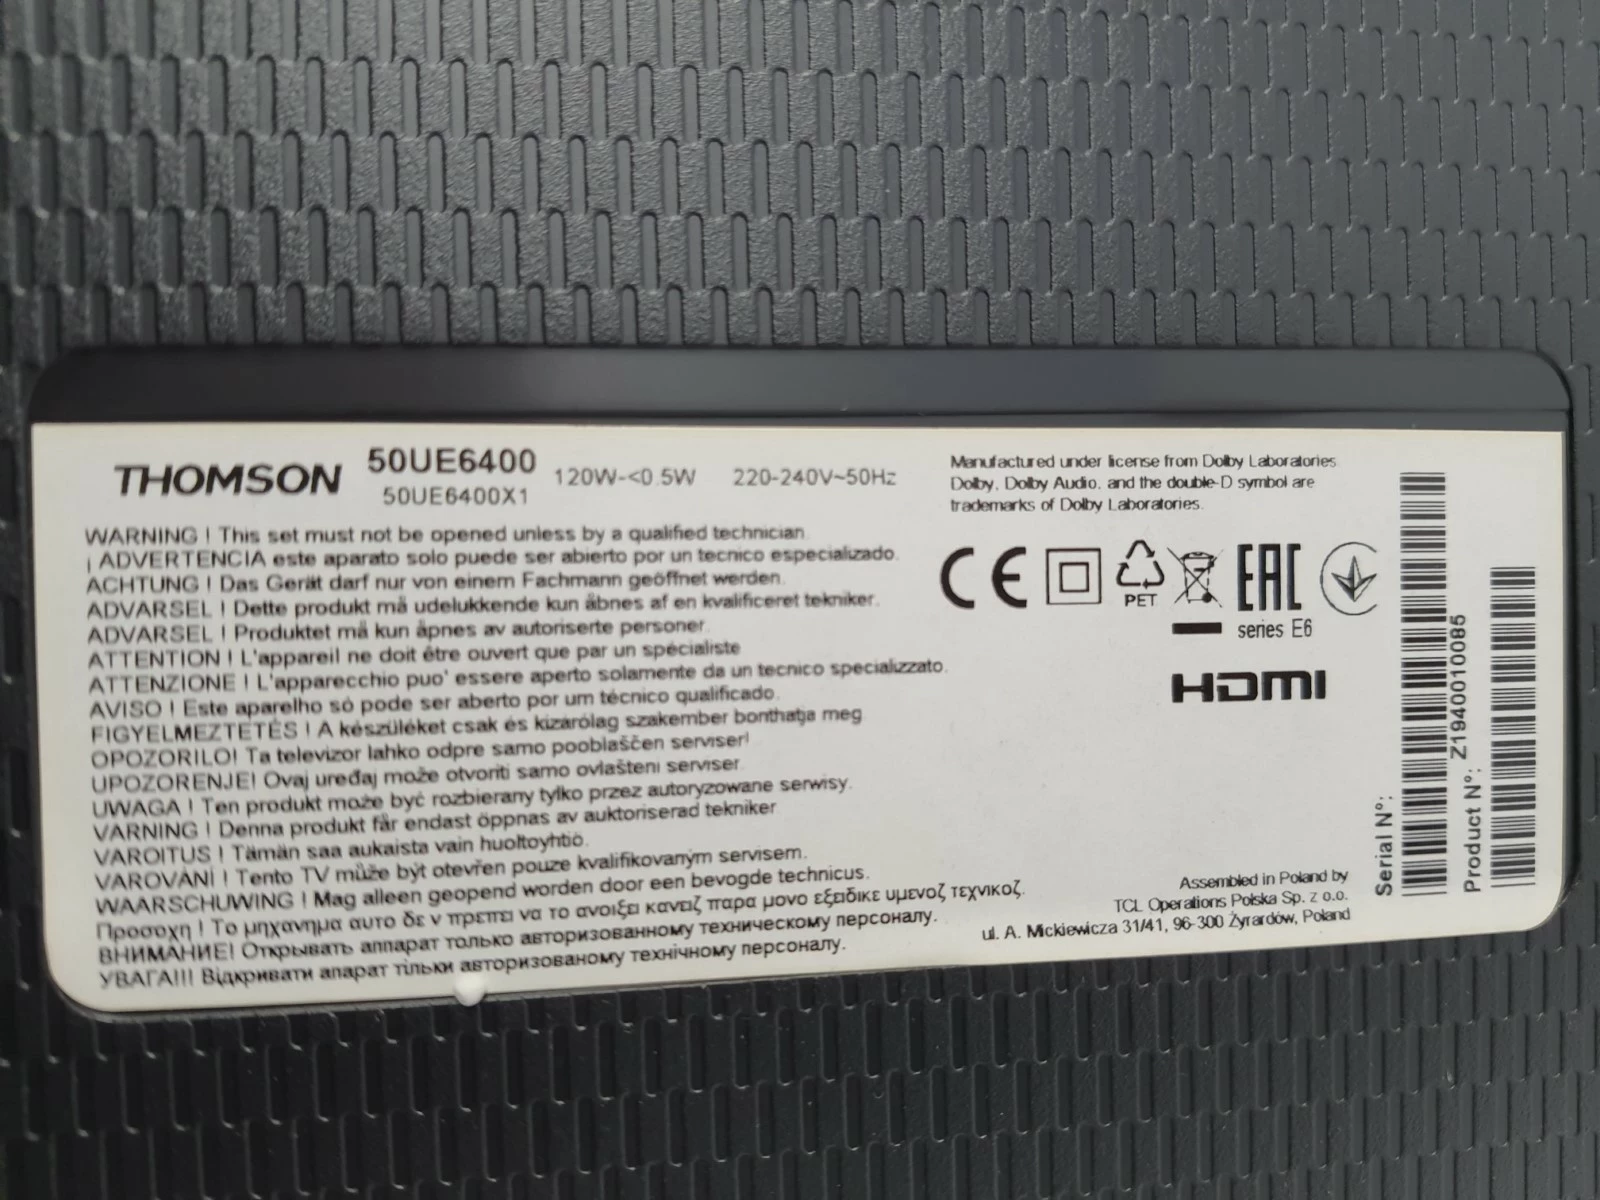 THOMSON
50UE6400
50UE6400X1
120W-<0.5W
220-240V~50Hz
WARNING ! This set must not be opened unless by a qualified technician.
¡ ADVERTENCIA este aparato solo puede ser abierto por un tecnico especializado.
ACHTUNG ! Das Gerät darf nur von einem Fachmann geöffnet werden.
ADVARSEL ! Dette produkt må udelukkende kun åbnes af en kvalificeret tekniker.
ADVARSEL ! Produktet må kun åpnes av autoriserte personer.
ATTENTION ! L'appareil ne doit être ouvert que par un spécialiste
ATTENZIONE ! L'apparecchio puo' essere aperto solamente da un tecnico specializzato.
AVISO ! Este aparelho só pode ser aberto por um técnico qualificado.
FIGYELMEZTETÉS ! A készüléket csak és kizárólag szakember bonthatja meg
OPOZORILO! Ta televizor lahko odpre samo pooblaščen serviser!
UPOZORENJE! Ovaj uređaj može otvoriti samo ovlašteni serviser.
UWAGA ! Ten produkt może być rozbierany tylko przez autoryzowane serwisy.
VARNING ! Denna produkt får endast öppnas av auktoriserad tekniker
VAROITUS ! Tämän saa aukaista vain huoltoyhtiö.
VAROVÁNÍ ! Tento TV může být otevřen pouze kvalifikovaným servisem.
WAARSCHUWING ! Mag alleen geopend worden door een bevogde technicus.
Προσοχη ! Το μηχανημα αυτο δε ν πρεπει να το ανοιξει κανειζ παρα μονο εξειδικε υμενοζ τεχνικοζ.
ВНИМАНИЕ! Открывать аппарат только авторизованному техническому персоналу.
УВАГА!!! Відкривати апарат тільки авторизованому технічному персоналу.
Manufactured under license from Dolby Laboratories.
Dolby, Dolby Audio, and the double-D symbol are
trademarks of Dolby Laboratories.
CE
PET
EAC
series E6
HDMI
Assembled in Poland by
TCL Operations Polska Sp. z o.o.
ul. A. Mickiewicza 31/41, 96-300 Żyrardów, Poland
Serial N°:
Z1940010085
Product N°: